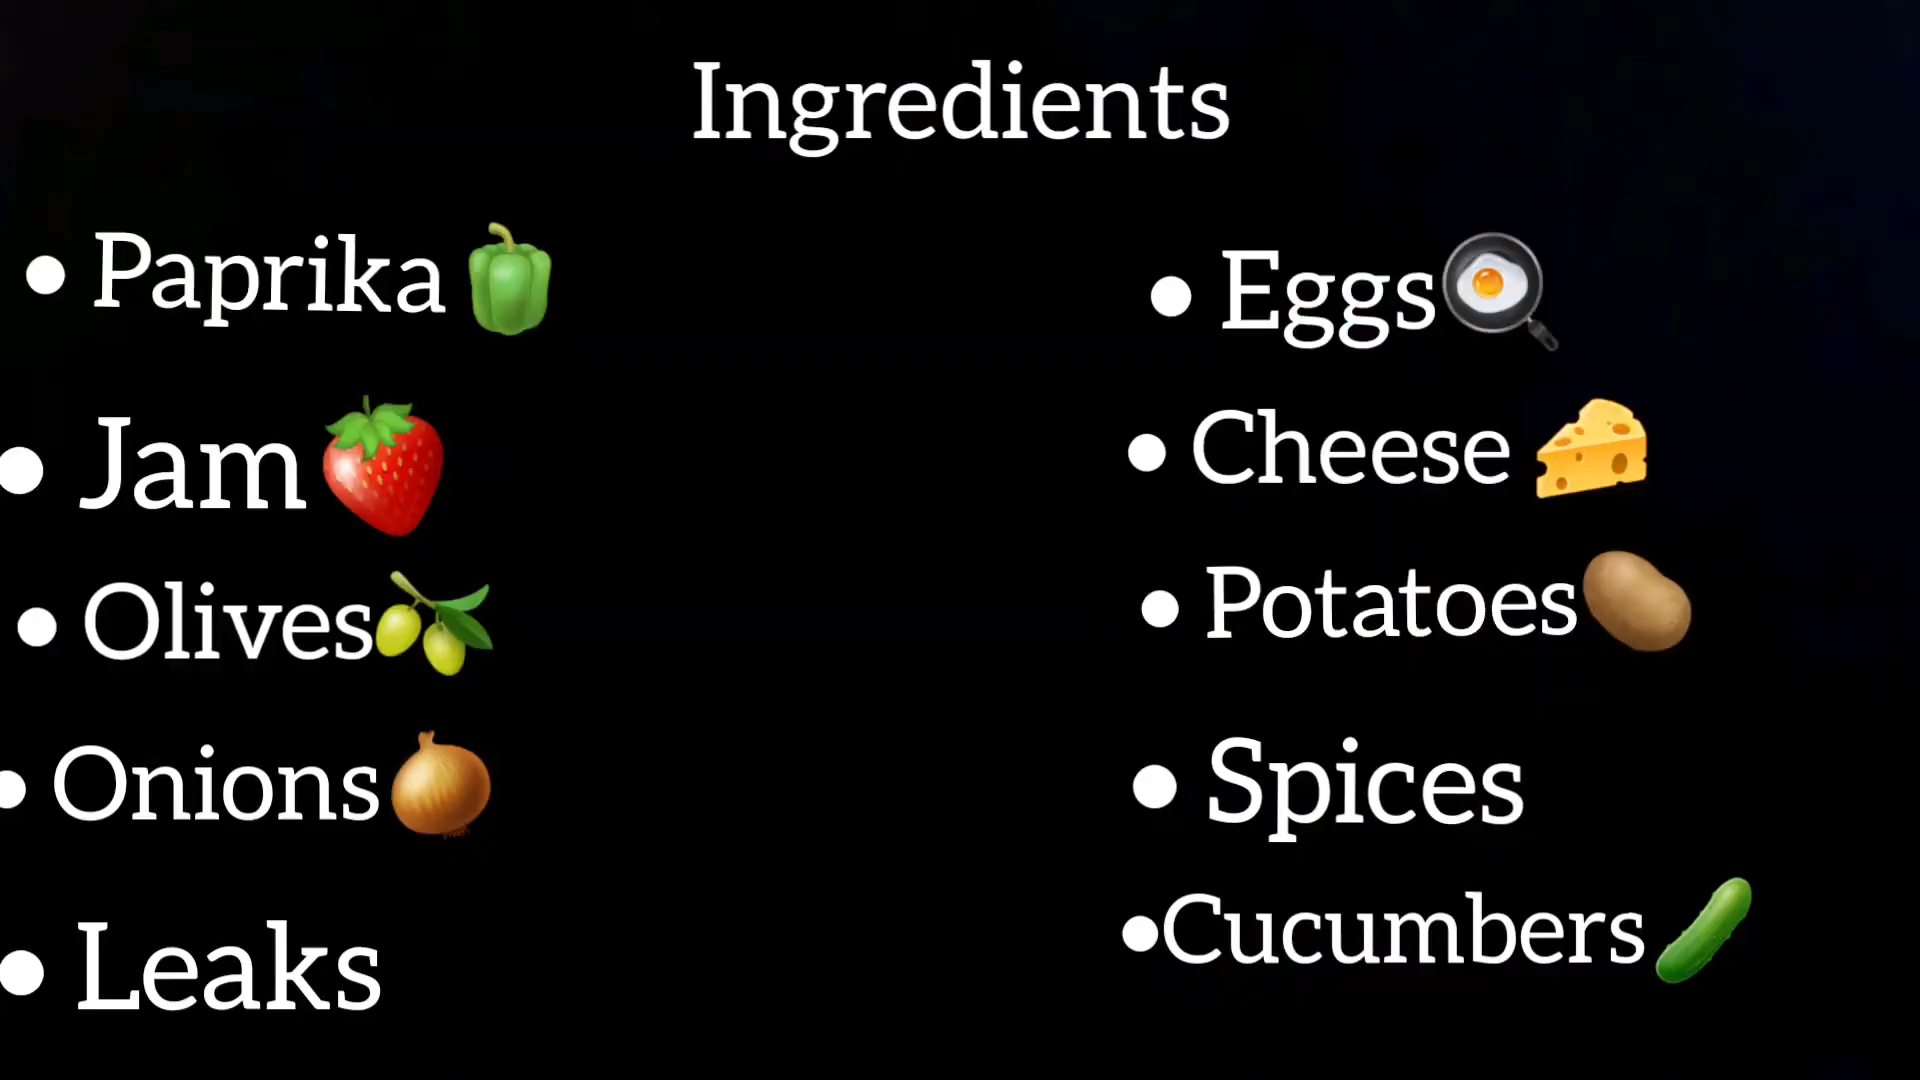 Ingredients
• Paprika
• Jam
• Olives
• Onions
• Leaks
• Eggs
• Cheese
• Potatoes
• Spices
•Cucumbers